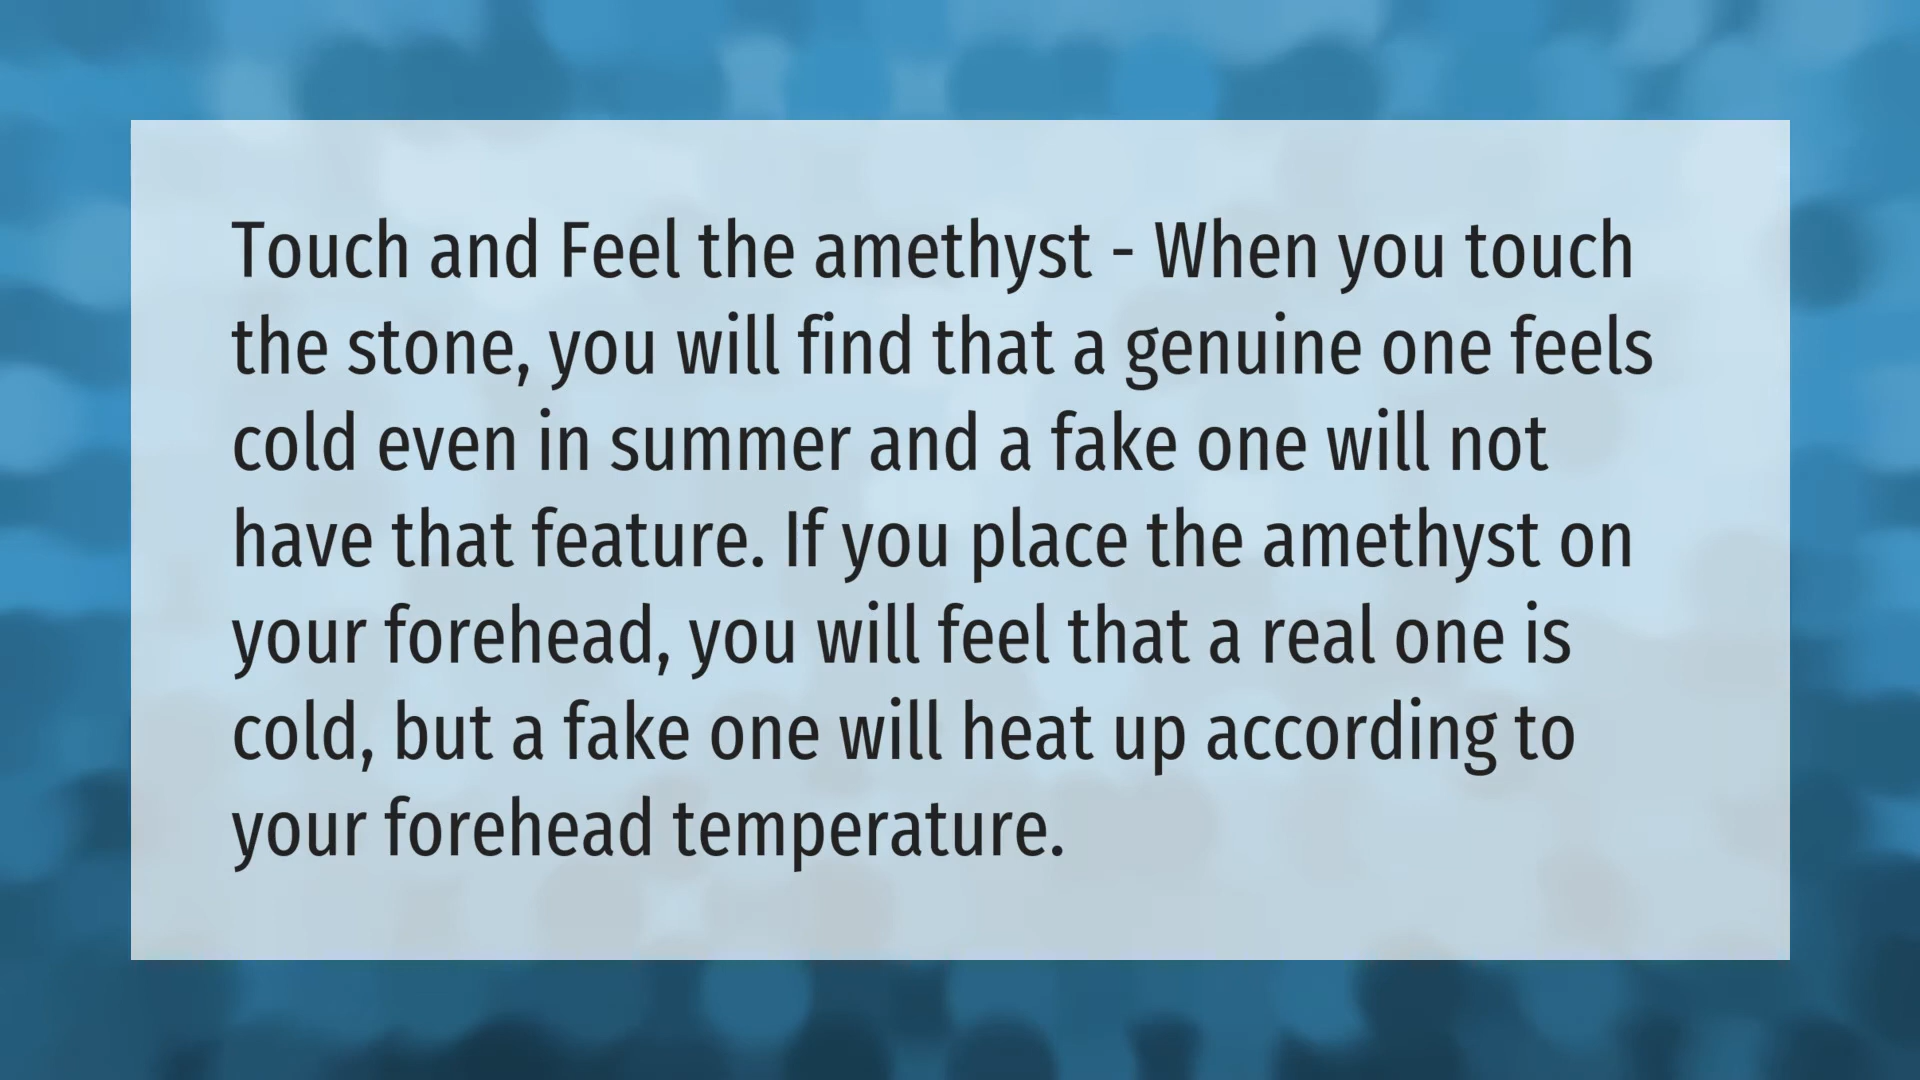 Touch and Feel the amethyst - When you touch
the stone, you will find that a genuine one feels
cold even in summer and a fake one will not
have that feature. If you place the amethyst on
your forehead, you will feel that a real one is
cold, but a fake one will heat up according to
your forehead temperature.